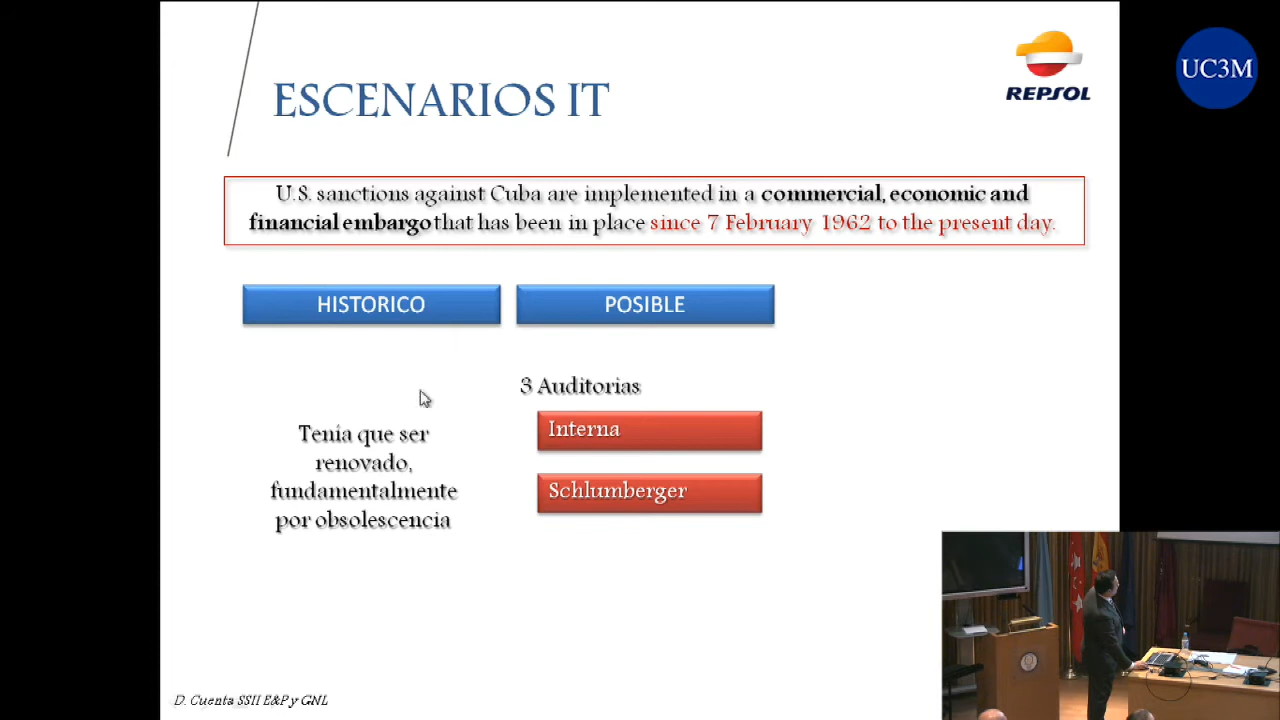 ESCENARIOS IT
REPSOL
UC3M
U.S. sanctions against Cuba are implemented in a commercial, economic and
financial embargo that has been in place since 7 February 1962 to the present day.
HISTORICO
POSIBLE
3 Auditorias
Interna
Schlumberger
Tenía que ser
renovado,
fundamentalmente
por obsolescencia
D. Cuenta SSII E&P y GNL